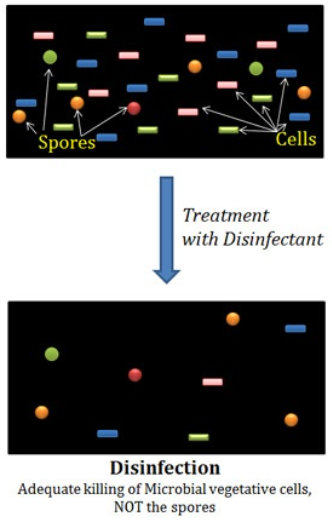 Spores
Cells
Treatment
with Disinfectant
Disinfection
Adequate killing of Microbial vegetative cells,
NOT the spores